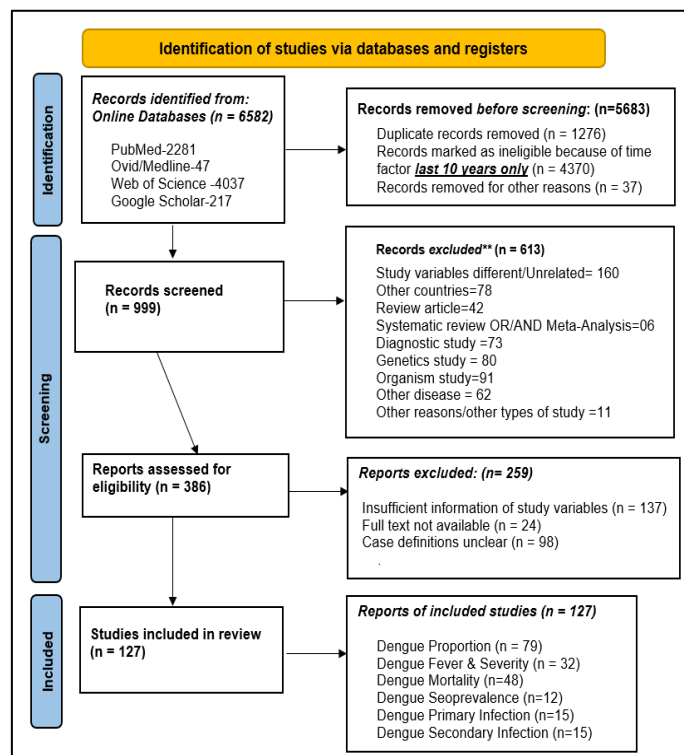 Identification of studies via databases and registers
Identification
Records identified from:
Online Databases (n = 6582)
PubMed-2281
Ovid/Medline-47
Web of Science -4037
Google Scholar-217
Records removed before screening: (n=5683)
Duplicate records removed (n = 1276)
Records marked as ineligible because of time
factor last 10 years only (n = 4370)
Records removed for other reasons (n = 37)
Screening
Records screened
(n = 999)
Records excluded** (n = 613)
Study variables different/Unrelated= 160
Other countries=78
Review article=42
Systematic review OR/AND Meta-Analysis=06
Diagnostic study =73
Genetics study = 80
Organism study=91
Other disease = 62
Other reasons/other types of study =11
Reports assessed for
eligibility (n = 386)
Reports excluded: (n= 259)
Insufficient information of study variables (n = 137)
Full text not available (n = 24)
Case definitions unclear (n = 98)
.
Included
Studies included in review
(n = 127)
Reports of included studies (n = 127)
Dengue Proportion (n = 79)
Dengue Fever & Severity (n = 32)
Dengue Mortality (n=48)
Dengue Seoprevalence (n=12)
Dengue Primary Infection (n=15)
Dengue Secondary Infection (n=15)